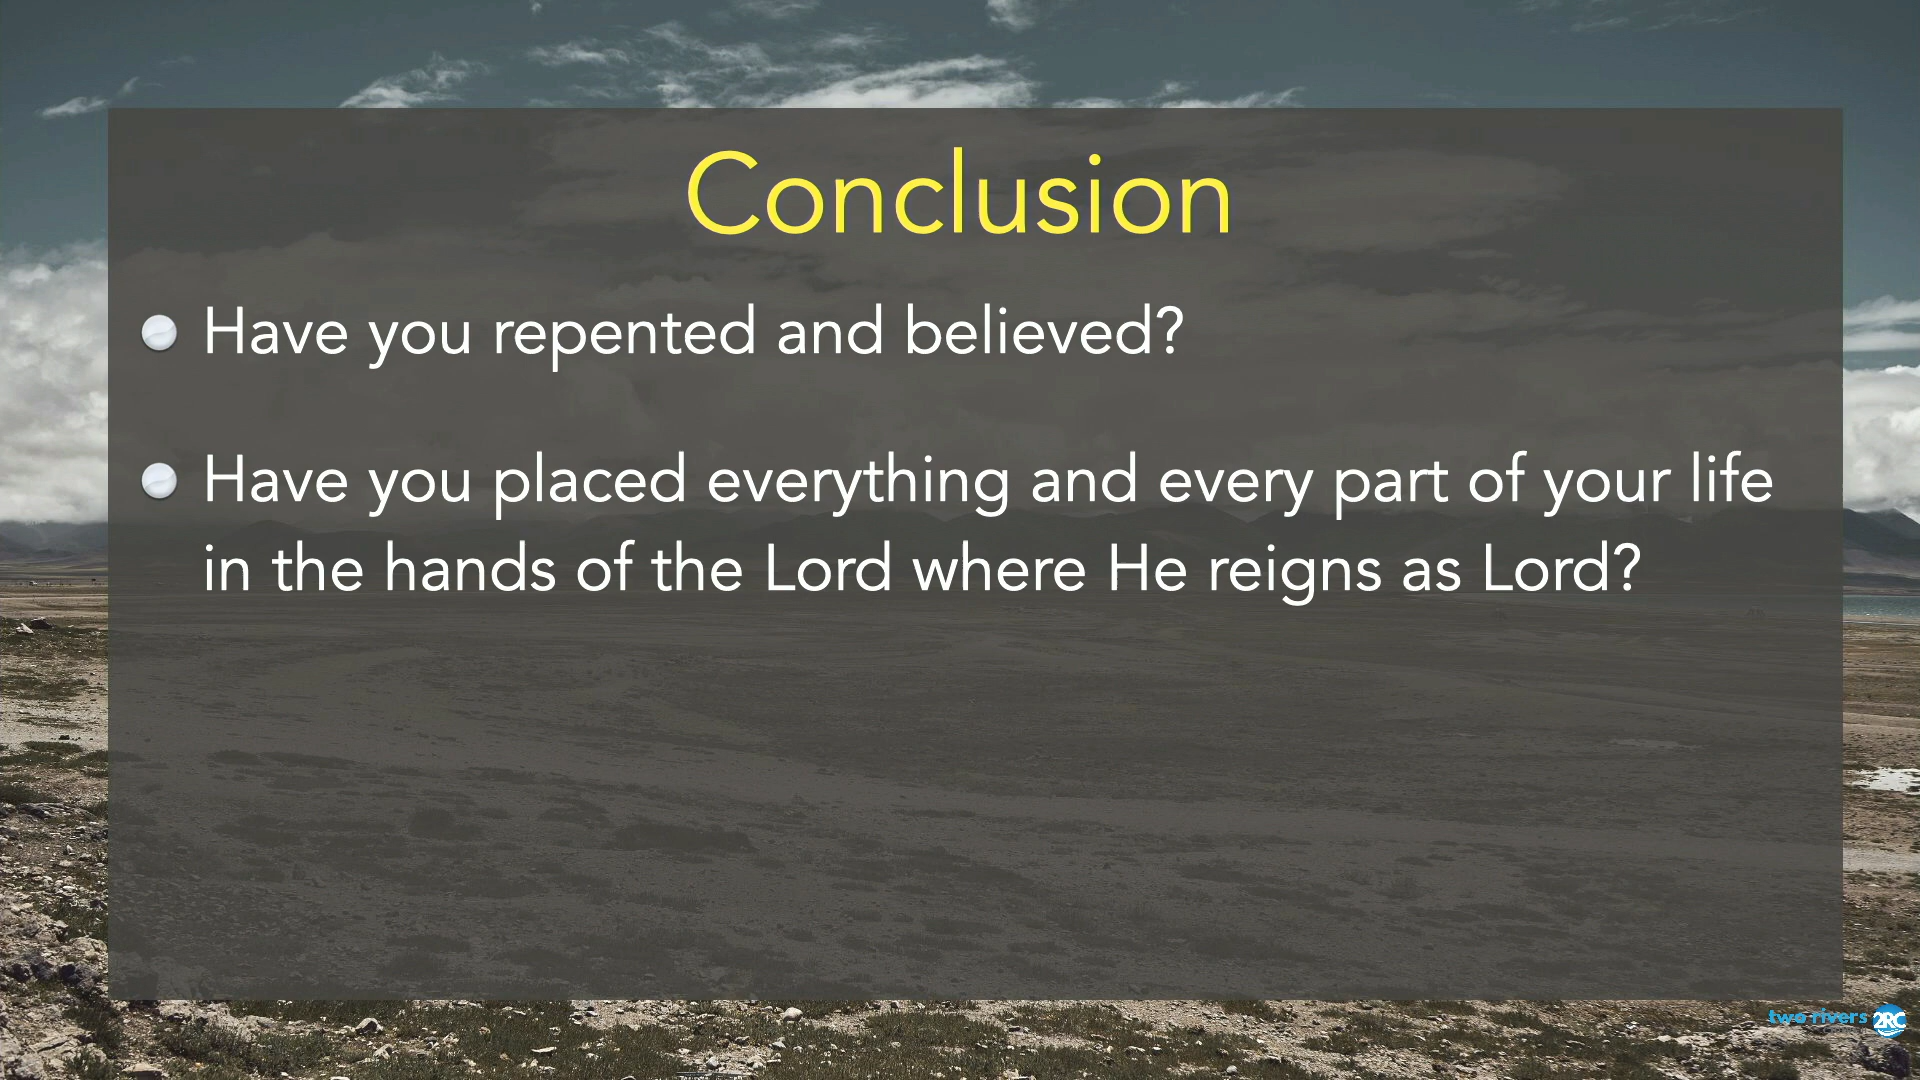 Conclusion
Have you repented and believed?
Have you placed everything and every part of your life
in the hands of the Lord where He reigns as Lord?
two rivers 2RC